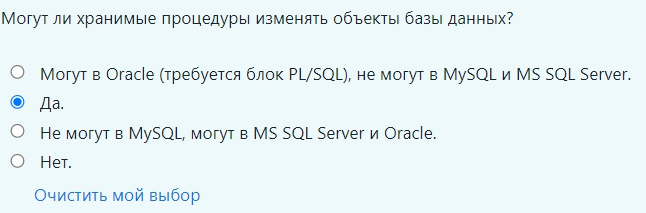 Могут ли хранимые процедуры изменять объекты базы данных?
Могут в Oracle (требуется блок PL/SQL), не могут в MySQL и MS SQL Server.
Да.
Не могут в MySQL, могут в MS SQL Server и Oracle.
Нет.
Очистить мой выбор